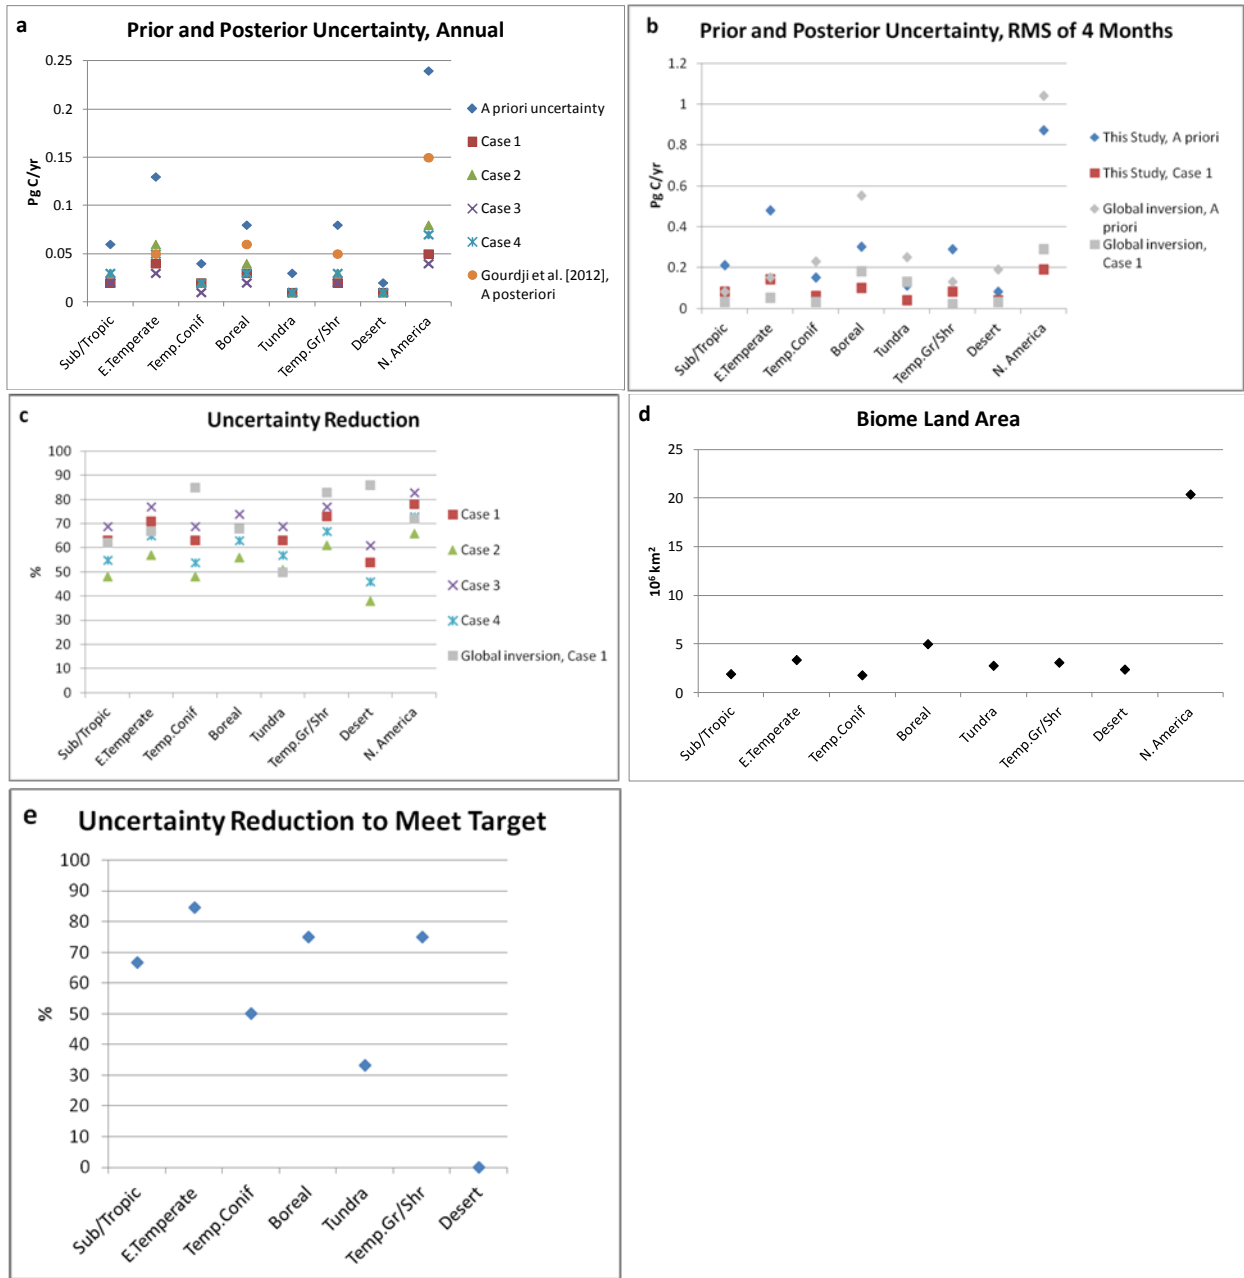 a
Prior and Posterior Uncertainty, Annual
Pg C/yr
0.25
0.2
0.15
0.1
0.05
0
Sub/Tropic
E.Temperate
Temp.Conif
Boreal
Tundra
Temp.Gr/Shr
Desert
N. America
A priori uncertainty
Case 1
Case 2
Case 3
Case 4
Gourdji et al. [2012],
A posteriori
b
Prior and Posterior Uncertainty, RMS of 4 Months
Pg C/yr
1.2
1
0.8
0.6
0.4
0.2
0
Sub/Tropic
E.Temperate
Temp.Conif
Boreal
Tundra
Temp.Gr/Shr
Desert
N. America
This Study, A priori
This Study, Case 1
Global inversion, A
priori
Global inversion,
Case 1
c
Uncertainty Reduction
%
100
90
80
70
60
50
40
30
20
10
0
Sub/Tropic
E.Temperate
Temp.Conif
Boreal
Tundra
Temp.Gr/Shr
Desert
N. America
Case 1
Case 2
Case 3
Case 4
Global inversion, Case 1
d
Biome Land Area
10⁶ km²
25
20
15
10
5
0
Sub/Tropic
E.Temperate
Temp.Conif
Boreal
Tundra
Temp.Gr/Shr
Desert
N. America
e
Uncertainty Reduction to Meet Target
%
100
90
80
70
60
50
40
30
20
10
0
Sub/Tropic
E.Temperate
Temp.Conif
Boreal
Tundra
Temp.Gr/Shr
Desert